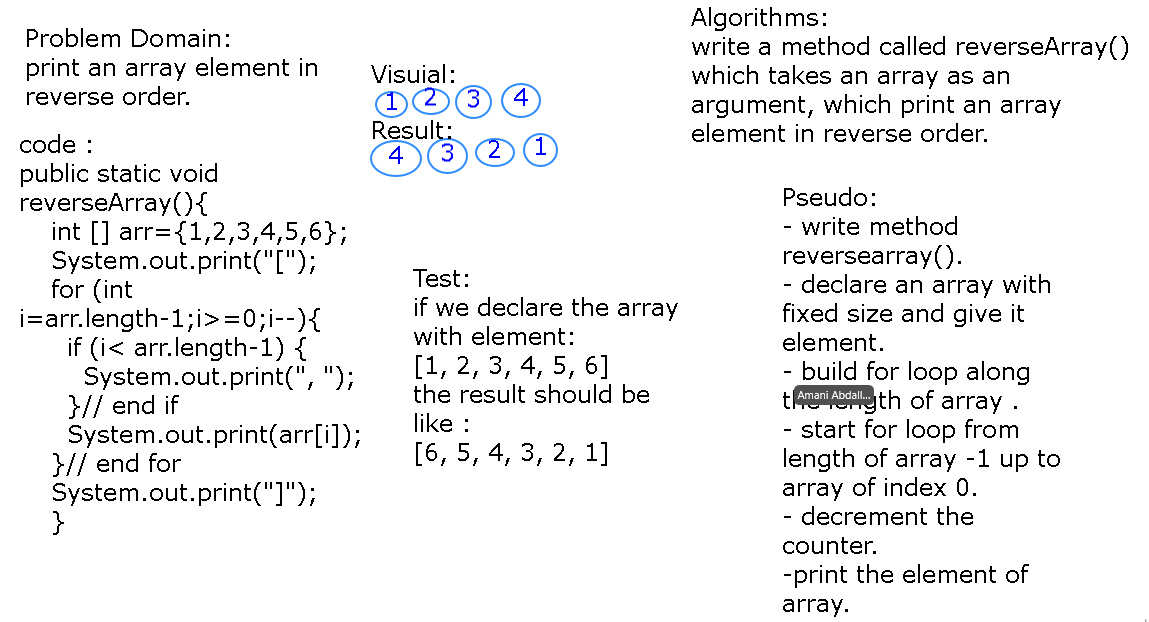 Problem Domain:
print an array element in
reverse order.
code :
public static void
reverseArray(){
int [] arr={1,2,3,4,5,6};
System.out.print("[");
for (int
i=arr.length-1;i>=0;i--){
if (i< arr.length-1) {
System.out.print(", ");
}// end if
System.out.print(arr[i]);
}// end for
System.out.print("]");
}
Visuial:
1 2 3 4
Result:
4 3 2 1
Test:
if we declare the array
with element:
[1, 2, 3, 4, 5, 6]
the result should be
like :
[6, 5, 4, 3, 2, 1]
Algorithms:
write a method called reverseArray()
which takes an array as an
argument, which print an array
element in reverse order.
Pseudo:
- write method
reversearray().
- declare an array with
fixed size and give it
element.
- build for loop along
Amani Abdall...
the length of array .
- start for loop from
length of array -1 up to
array of index 0.
- decrement the
counter.
-print the element of
array.